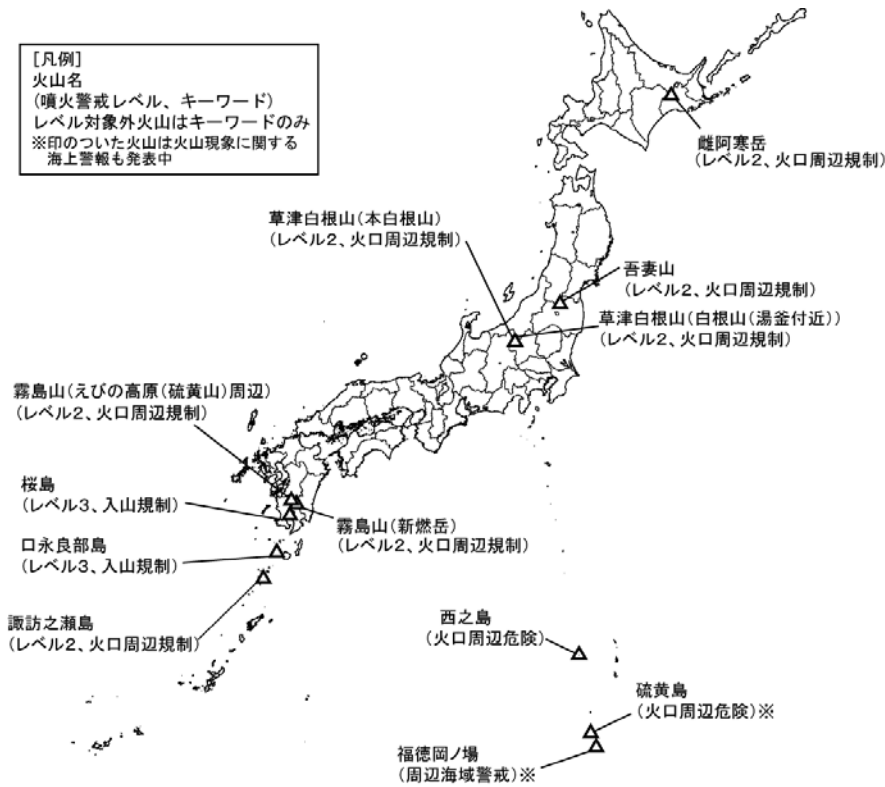 [凡例]
火山名
(噴火警戒レベル、キーワード)
レベル対象外火山はキーワードのみ
※印のついた火山は火山現象に関する
海上警報も発表中
雌阿寒岳
(レベル2、火口周辺規制)
草津白根山(本白根山)
(レベル2、火口周辺規制)
吾妻山
(レベル2、火口周辺規制)
草津白根山(白根山(湯釜付近))
(レベル2、火口周辺規制)
霧島山(えびの高原(硫黄山)周辺)
(レベル2、火口周辺規制)
桜島
(レベル3、入山規制)
霧島山(新燃岳)
(レベル2、火口周辺規制)
口永良部島
(レベル3、入山規制)
諏訪之瀬島
(レベル2、火口周辺規制)
西之島
(火口周辺危険)
硫黄島
(火口周辺危険)※
福徳岡ノ場
(周辺海域警戒)※